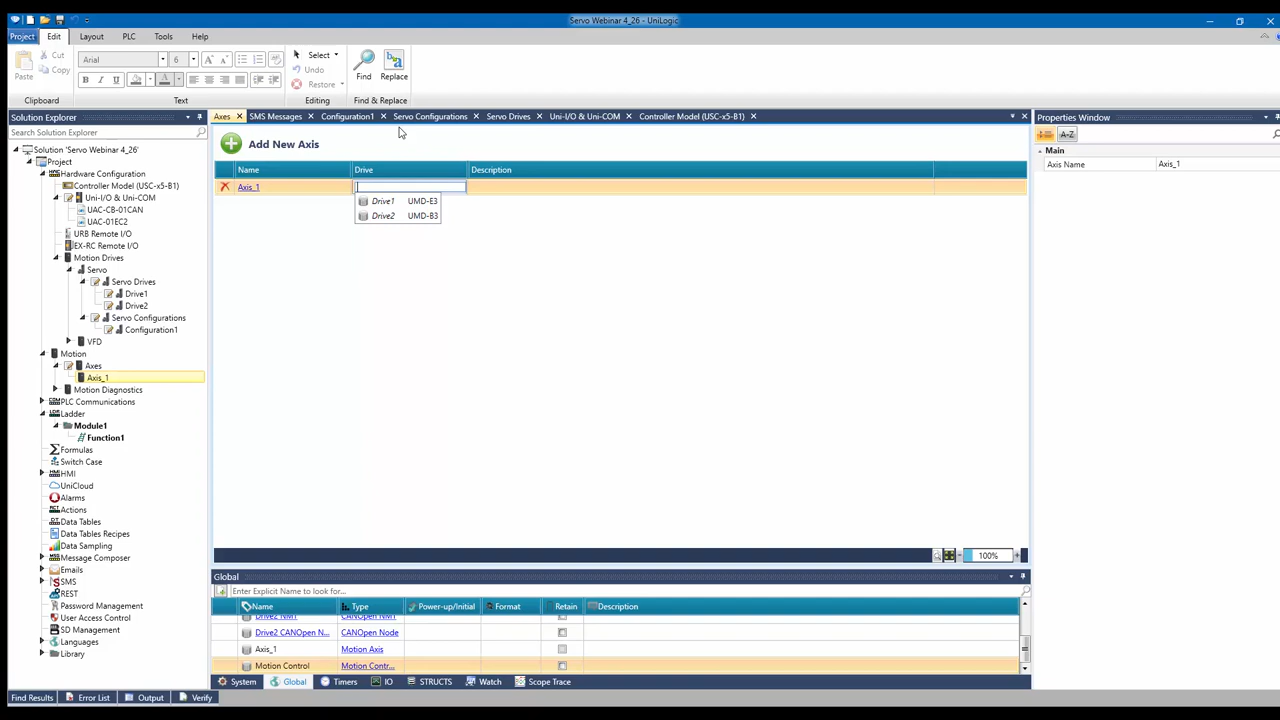 Servo Webinar 4_26 - UniLogic
Project Edit Layout PLC Tools Help
Paste Cut Copy
Clipboard
Arial 6
B I U A
Text
Select
Undo
Restore
Editing
Find Replace
Find & Replace
Solution Explorer
Search Solution Explorer
Solution 'Servo Webinar 4_26'
Project
Hardware Configuration
Controller Model (USC-x5-B1)
Uni-I/O & Uni-COM
UAC-CB-01CAN
UAC-01EC2
URB Remote I/O
EX-RC Remote I/O
Motion Drives
Servo
Servo Drives
Drive1
Drive2
Servo Configurations
Configuration1
VFD
Motion
Axes
Axis_1
Motion Diagnostics
PLC Communications
Ladder
Module1
Function1
Formulas
Switch Case
HMI
UniCloud
Alarms
Actions
Data Tables
Data Tables Recipes
Data Sampling
Message Composer
Emails
SMS
REST
Password Management
User Access Control
SD Management
Languages
Library
Axes SMS Messages Configuration1 Servo Configurations Servo Drives Uni-I/O & Uni-COM Controller Model (USC-x5-B1)
Add New Axis
Name Drive Description
Axis_1
Drive1 UMD-E3
Drive2 UMD-B3
100%
Global
Enter Explicit Name to look for...
Name Type Power-up/Initial Format Retain Description
Drive2 NMT CANOpen NMT
Drive2 CANOpen N... CANOpen Node
Axis_1 Motion Axis
Motion Control Motion Contr...
System Global Timers IO STRUCTS Watch Scope Trace
Properties Window
A-Z
Main
Axis Name Axis_1
Find Results Error List Output Verify